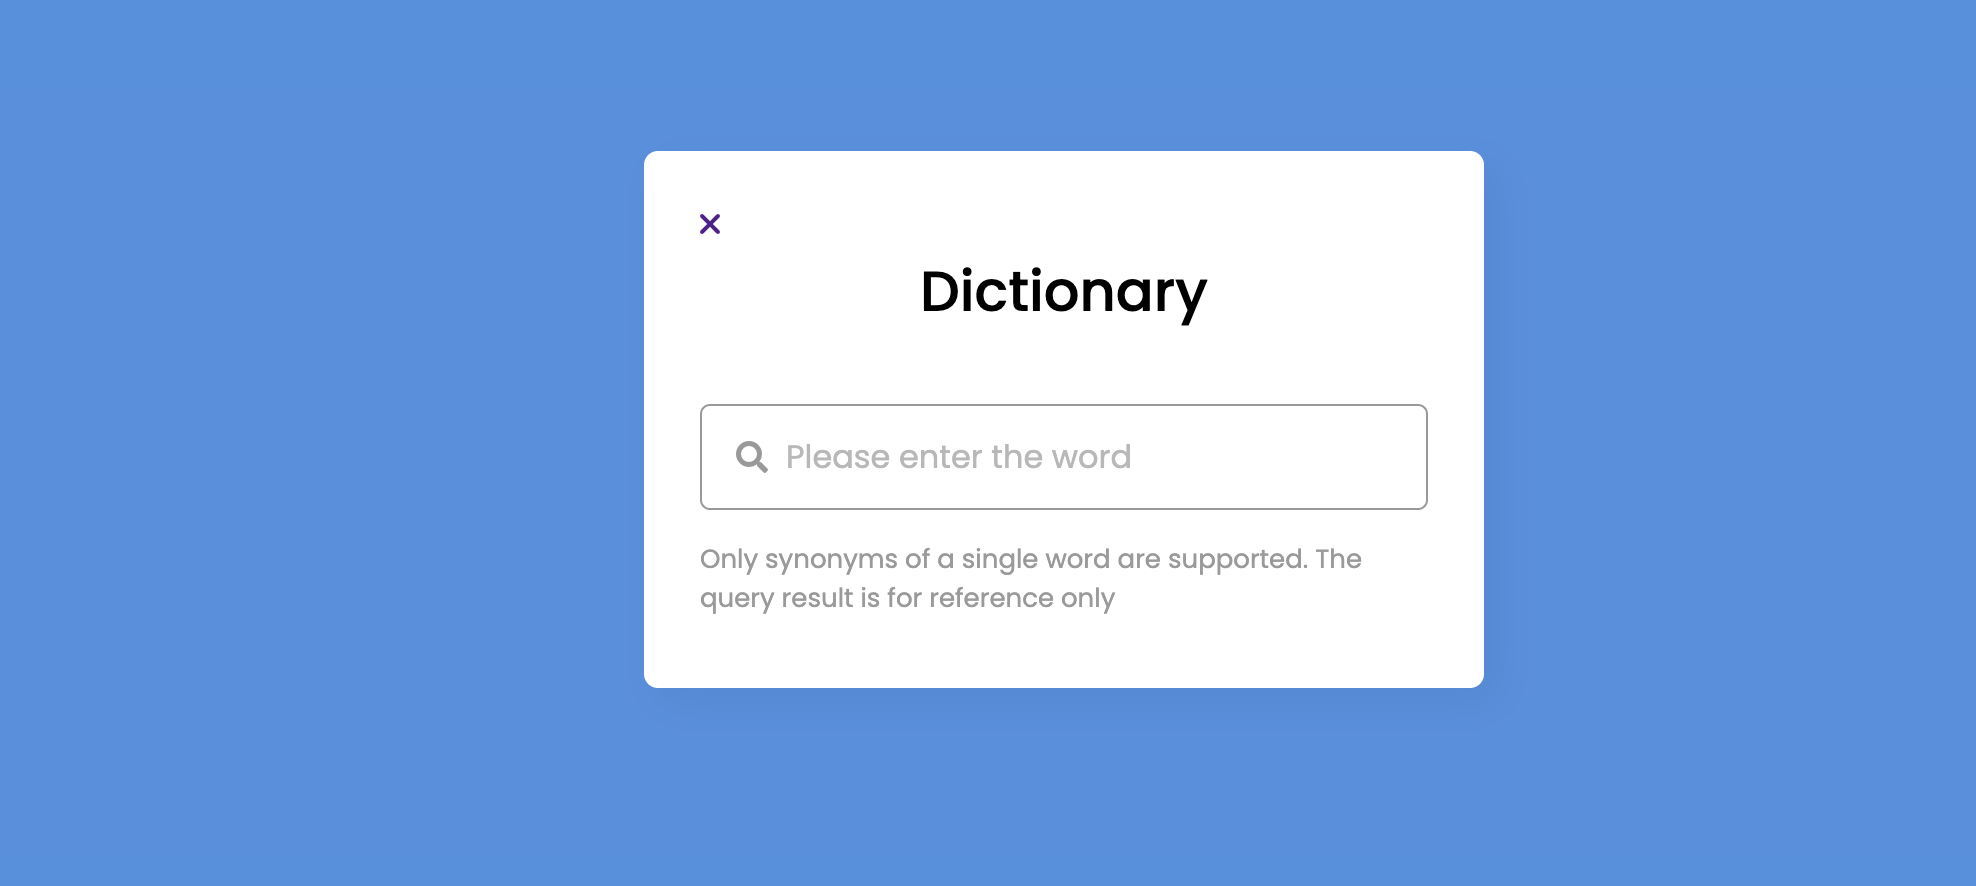 Dictionary
Please enter the word
Only synonyms of a single word are supported. The
query result is for reference only